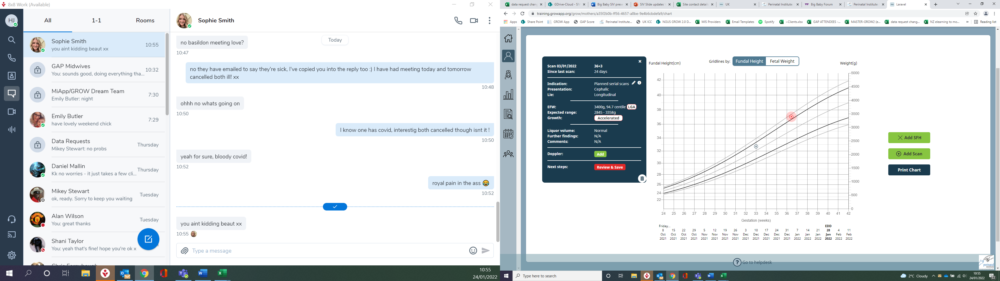 8x8 Work (Available)
HJ
All
1-1
Rooms
Sophie Smith
10:55
you aint kidding beaut xx
GAP Midwives
10:32
You: sounds good, doing everything tha...
MiApp/GROW Dream Team
7:30
Emily Butler: night
Emily Butler
7:29
have lovely weekend chick
Data Requests
Thursday
Mikey Stewart: no probs
Daniel Mallin
Thursday
Kk no worries - it just takes a few cli...
Mikey Stewart
Tuesday
ok, ready. Sorry to keep you waiting
Alan Wilson
Tuesday
You: great thanks
Shani Taylor
You: yeah that's fine! hope you're ok x
Sophie Smith
Today
no basildon meeting love?
10:47
no they have emailed to say they're sick, I've copied you into the reply too :) I have had meeting today and tomorrow
cancelled both ill! xx
10:48
ohhh no whats going on
10:50
I know one has covid, interestig both cancelled though isnt it !
10:50
yeah for sure, bloody covid!
10:52
royal pain in the ass 😂
10:52
you aint kidding beaut xx
10:55
Type a message
10:55
24/01/2022
data request chang
GDrive-Cloud - SIV
Big Baby SIV prese
SIV Slide updates
Site contact details
UK
Perinatal Institute
Big Baby Forum
Perinatal Institute
Laravel
training.growapp.org/grow/mothers/a35f2b0b-ff56-4657-a8be-9e4b6cbdefa9/chart
Apps
Share Point
GROW App
GAP Score
Perinatal Institute...
UK ICC
NGUS GROW 2.0 D...
MIS Providers
Email Templates
Spotify
~Clients.xlsx
GAP ATTENDEES -...
MASTER-GROW2 (e...
data request chang...
NZ elearning to mo...
»
Reading list
Scan 03/01/2022 36+3
Since last scan: 24 days
Indication: Planned serial scans
Presentation: Cephalic
Lie: Longitudinal
EFW: 3400g, 94.7 centile LGA
Expected range: 2845 - 3358g
Growth: Accelerated
Liquor volume: Normal
Further findings: N/A
Comments: N/A
Doppler: Add
Next steps: Review & Save
Fundal Height(cm)
Gridlines by: Fundal Height Fetal Weight
Weight(g)
42
40
38
36
34
32
30
28
26
24
22
5000
4500
4000
3500
3000
2500
2000
1500
1000
500
0
24 25 26 27 28 29 30 31 32 33 34 35 36 37 38 39 40 41 42
Gestation (weeks)
Friday...
EDD
8 15 22 29 5 12 19 26 3 10 17 24 31 7 14 21 28 4 11
Oct Oct Oct Oct Nov Nov Nov Nov Dec Dec Dec Dec Dec Jan Jan Jan Jan Feb Feb
2021 2021 2021 2021 2021 2021 2021 2021 2021 2021 2021 2021 2021 2022 2022 2022 2022 2022 2022
Add SFH
Add Scan
Print Chart
Go to helpdesk
perinatal
institute
Type here to search
2°C Cloudy
10:55
24/01/2022
22